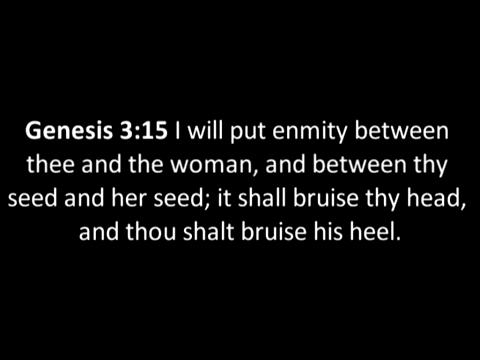 Genesis 3:15 I will put enmity between
thee and the woman, and between thy
seed and her seed; it shall bruise thy head,
and thou shalt bruise his heel.